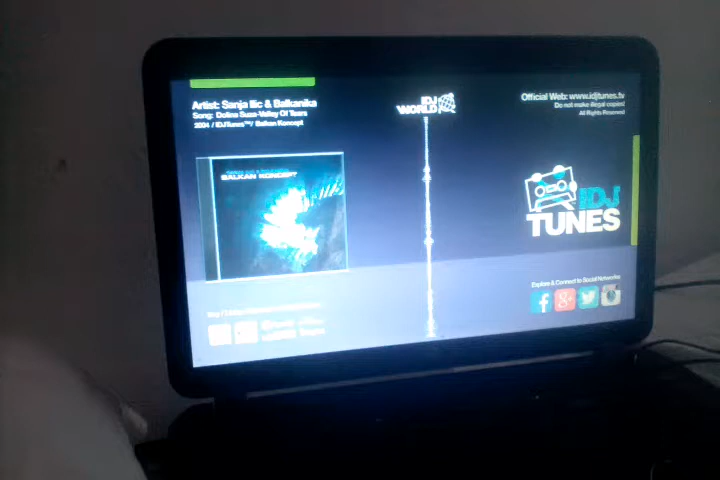 Artist: Sanja Ilic & Balkanika
Song: Dolina Suza-Valley Of Tears
2004 / IDJTunes™/ Balkan Koncept
IDJ
WORLD
Official Web: www.idjtunes.tv
Do not make illegal copies!
All Rights Reserved
BALKAN KONCEPT
IDJ
TUNES
Explore & Connect to Social Networks
f
g+